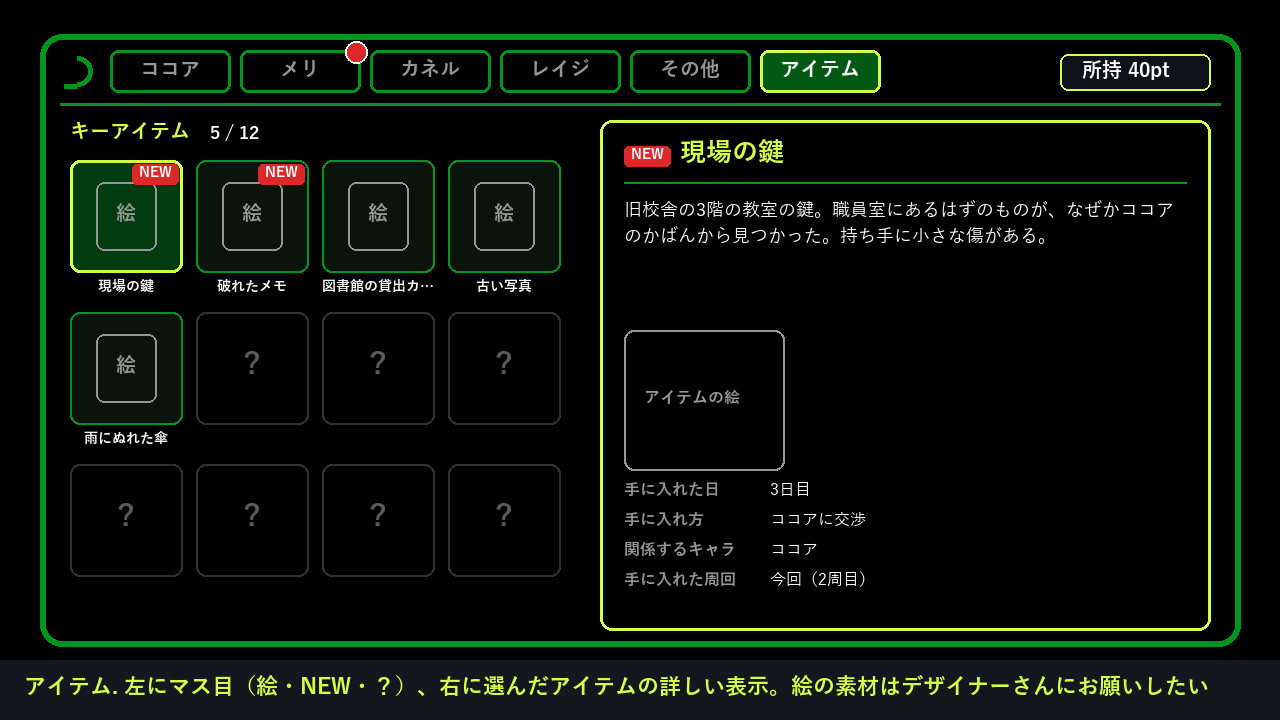 ココア メリ カネル レイジ その他 アイテム 所持 40pt
キーアイテム 5 / 12
NEW NEW
絵 絵 絵 絵
現場の鍵 破れたメモ 図書館の貸出カ… 古い写真
絵 ? ? ?
雨にぬれた傘
? ? ? ?
NEW 現場の鍵
旧校舎の3階の教室の鍵。職員室にあるはずのものが、なぜかココア
のかばんから見つかった。持ち手に小さな傷がある。
アイテムの絵
手に入れた日 3日目
手に入れ方 ココアに交渉
関係するキャラ ココア
手に入れた周回 今回（2周目）
アイテム. 左にマス目（絵・NEW・？）、右に選んだアイテムの詳しい表示。絵の素材はデザイナーさんにお願いしたい